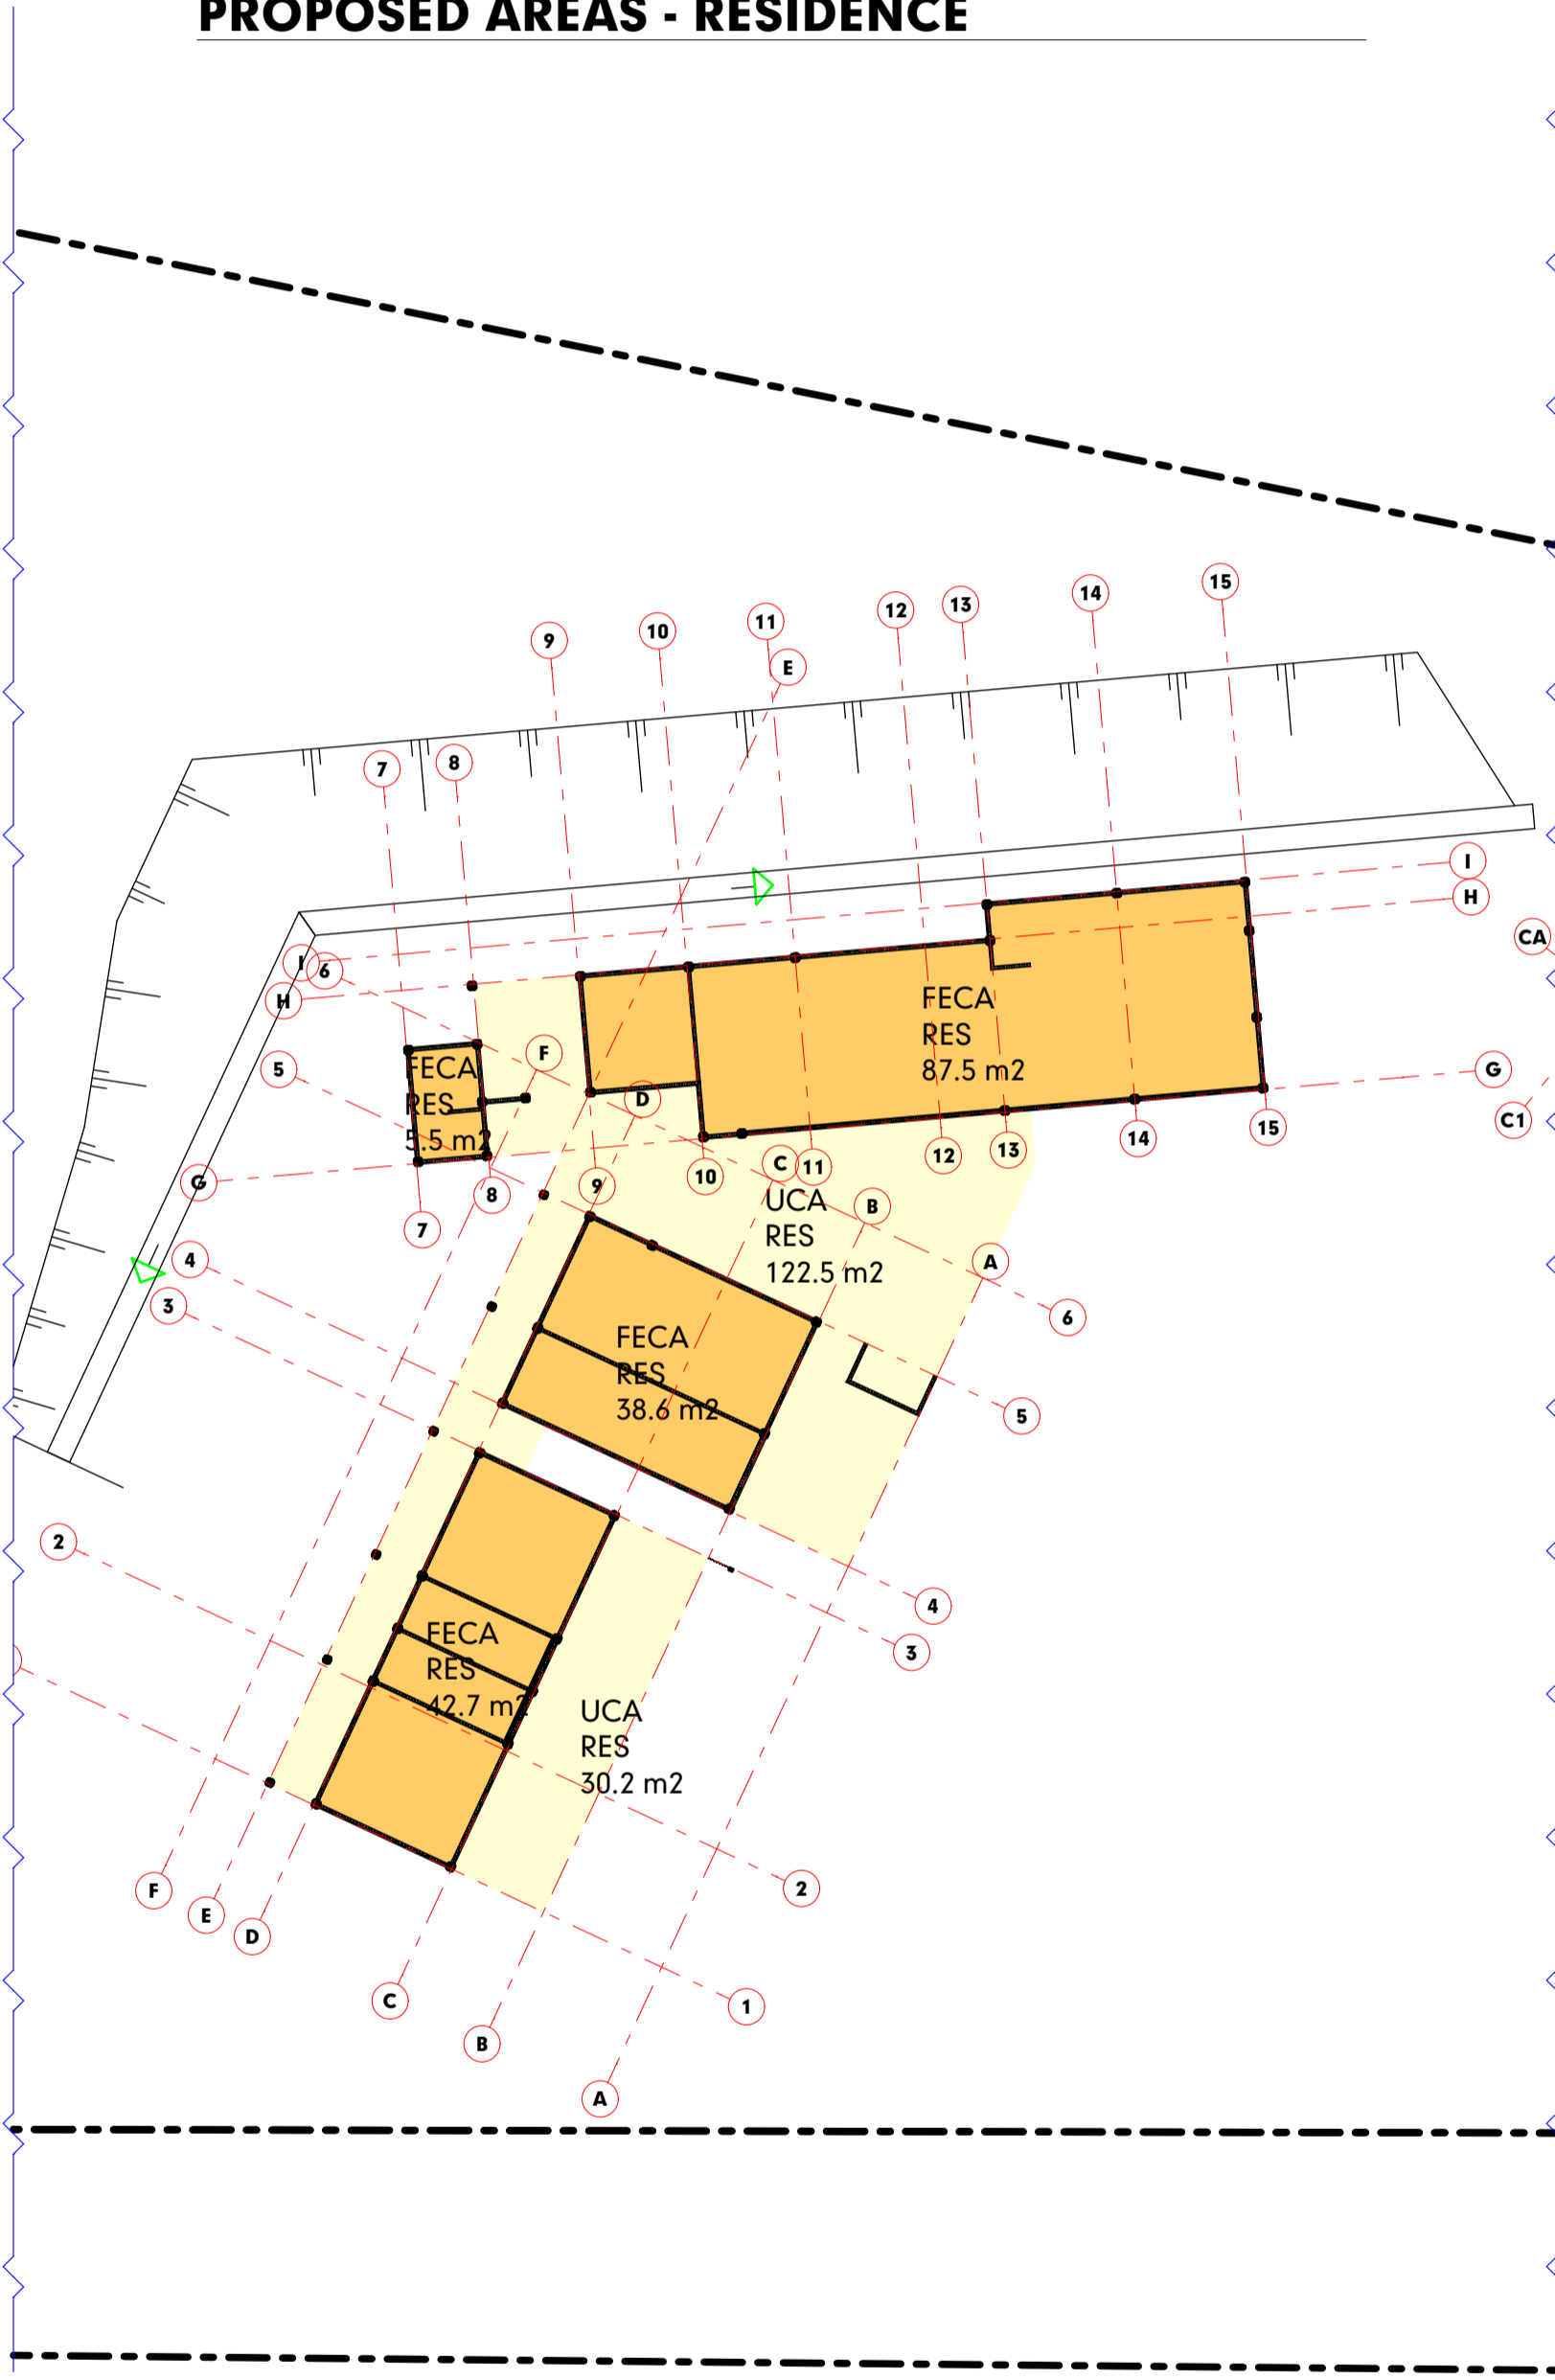 PROPOSED AREAS - RESIDENCE
15
14
13
12
11
10
9
E
8
7
I
H
CA
I
6
H
FECA
RES
87.5 m2
F
5
FECA
RES
5.5 m2
D
G
C1
15
14
13
12
11
C
10
9
8
G
7
UCA
RES
122.5 m2
B
A
4
3
6
FECA
RES
38.6 m2
5
2
4
3
FECA
RES
42.7 m2
UCA
RES
30.2 m2
2
F
E
D
C
1
B
A